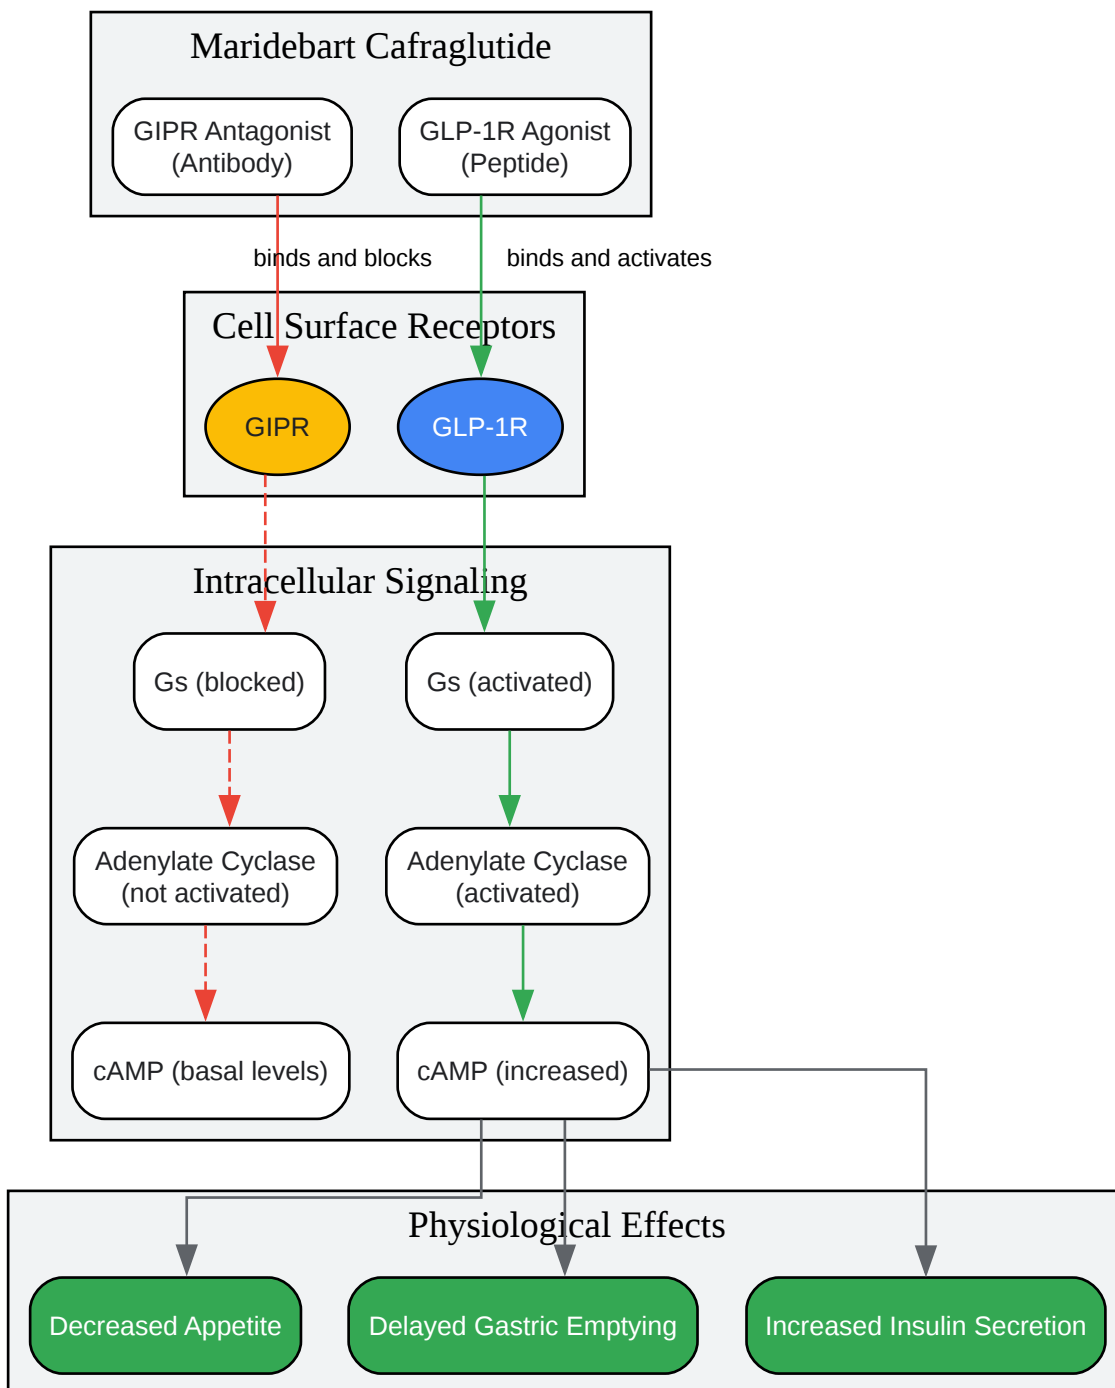 Maridebart Cafraglutide
GIPR Antagonist
(Antibody)
GLP-1R Agonist
(Peptide)
binds and blocks
binds and activates
Cell Surface Receptors
GIPR
GLP-1R
Intracellular Signaling
Gs (blocked)
Gs (activated)
Adenylate Cyclase
(not activated)
Adenylate Cyclase
(activated)
cAMP (basal levels)
cAMP (increased)
Physiological Effects
Decreased Appetite
Delayed Gastric Emptying
Increased Insulin Secretion